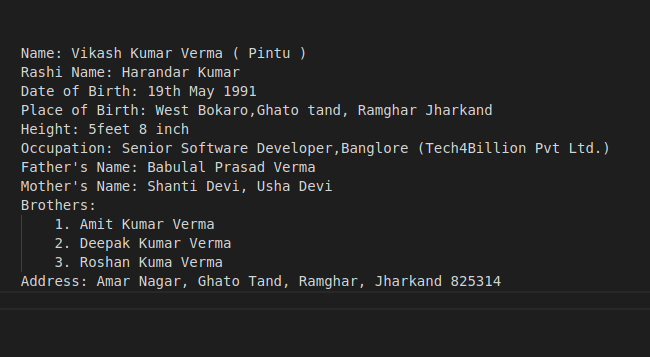 Name: Vikash Kumar Verma ( Pintu )
Rashi Name: Harandar Kumar
Date of Birth: 19th May 1991
Place of Birth: West Bokaro,Ghato tand, Ramghar Jharkand
Height: 5feet 8 inch
Occupation: Senior Software Developer,Banglore (Tech4Billion Pvt Ltd.)
Father's Name: Babulal Prasad Verma
Mother's Name: Shanti Devi, Usha Devi
Brothers:
1. Amit Kumar Verma
2. Deepak Kumar Verma
3. Roshan Kuma Verma
Address: Amar Nagar, Ghato Tand, Ramghar, Jharkand 825314